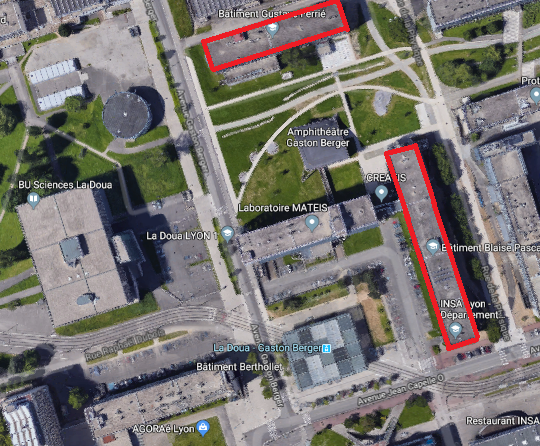 Bâtiment Gustave Ferrié
Prot
Amphithéâtre
Gaston Berger
CREATIS
BU Sciences La Doua
Laboratoire MATEIS
La Doua LYON 1
Bâtiment Blaise Pasca
INSA Lyon -
Département
La Doua - Gaston Berger
Bâtiment Berthollet
Avenue Jean Capelle O
AGORAé Lyon
Restaurant INSA